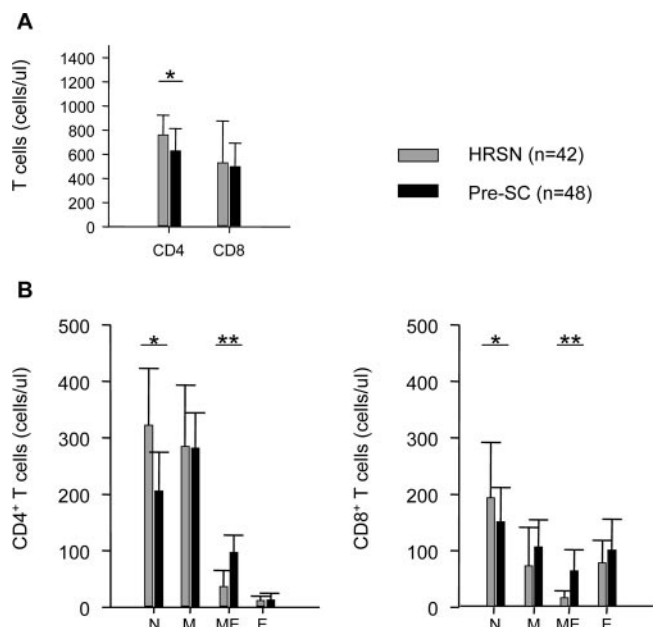 A
T cells (cells/ul)
1400
1200
1000
800
600
400
200
0
*
CD4
CD8
HRSN (n=42)
Pre-SC (n=48)
B
CD4⁺ T cells (cells/ul)
500
400
300
200
100
0
*
**
N
M
ME
E
CD8⁺ T cells (cells/ul)
500
400
300
200
100
0
*
**
N
M
ME
E